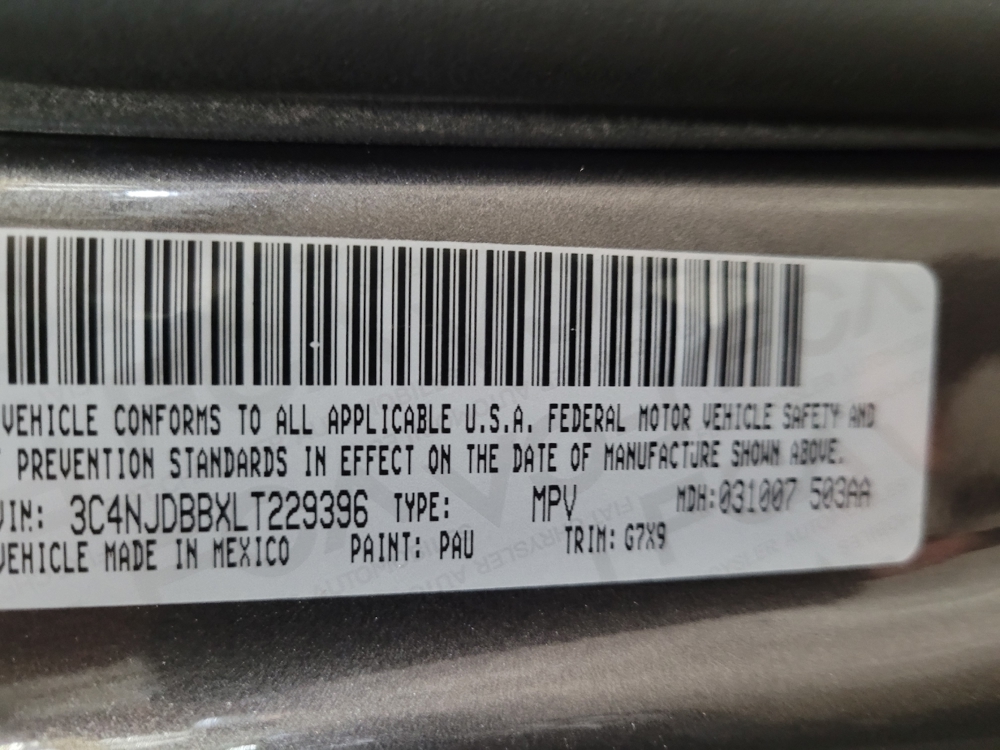 VEHICLE CONFORMS TO ALL APPLICABLE U.S.A. FEDERAL MOTOR VEHICLE SAFETY AND
PREVENTION STANDARDS IN EFFECT ON THE DATE OF MANUFACTURE SHOWN ABOVE.
VIN: 3C4NJDBBXLT229396 TYPE: MPV MDH:031007 503AA
VEHICLE MADE IN MEXICO PAINT: PAU TRIM: G7X9